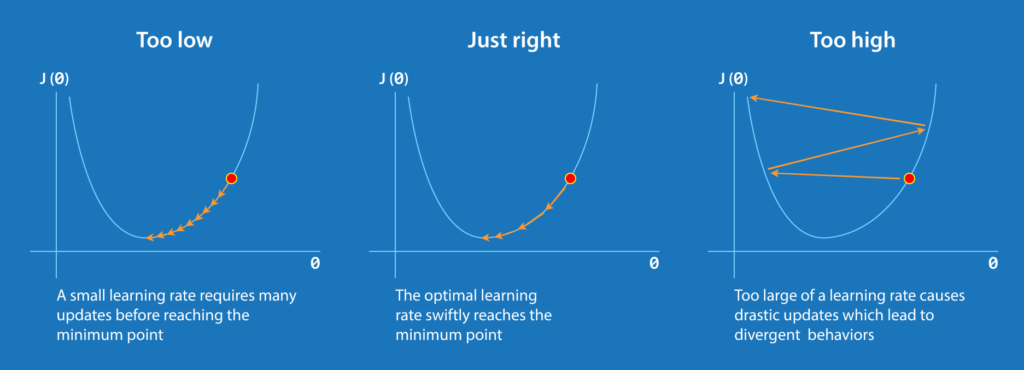 Too low
J (0)
0
A small learning rate requires many
updates before reaching the
minimum point
Just right
J (0)
0
The optimal learning
rate swiftly reaches the
minimum point
Too high
J (0)
0
Too large of a learning rate causes
drastic updates which lead to
divergent behaviors